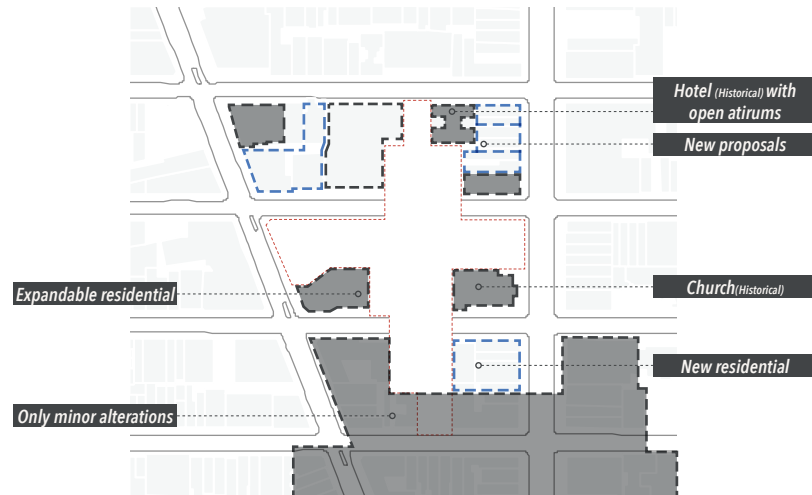 Hotel (Historical) with
open atirums
New proposals
Expandable residential
Church(Historical)
New residential
Only minor alterations